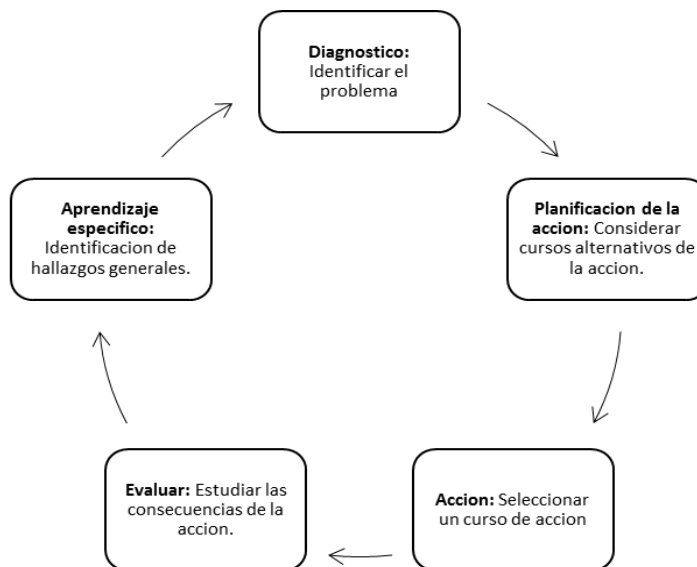 Diagnostico:
Identificar el
problema
Planificacion de la
accion: Considerar
cursos alternativos de
la accion.
Accion: Seleccionar
un curso de accion
Evaluar: Estudiar las
consecuencias de la
accion.
Aprendizaje
especifico:
Identificacion de
hallazgos generales.